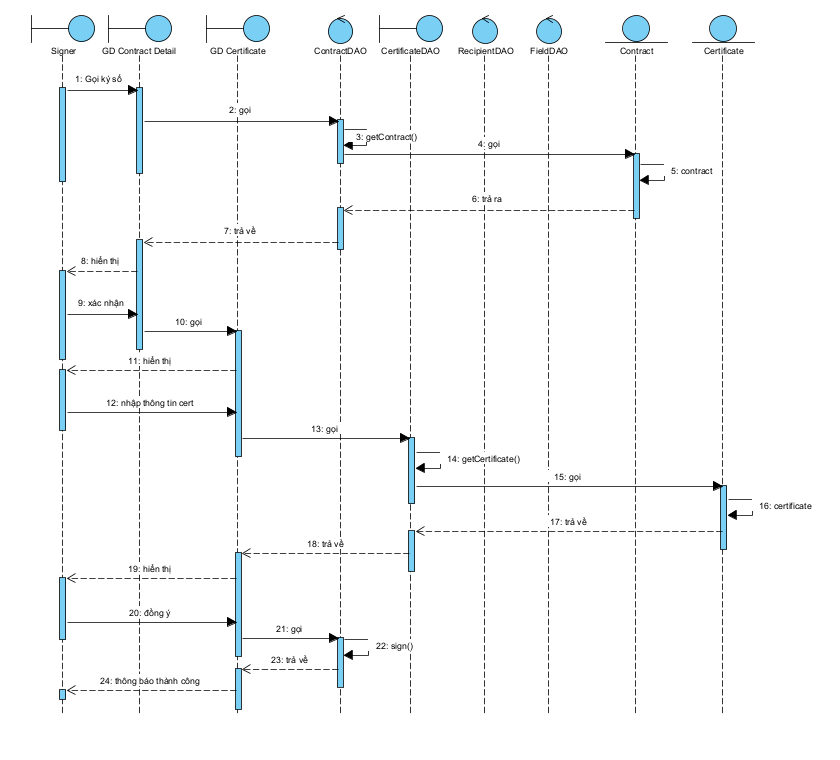 Signer
GD Contract Detail
GD Certificate
ContractDAO
CertificateDAO
RecipientDAO
FieldDAO
Contract
Certificate
1: Gọi ký số
2: gọi
3: getContract()
4: gọi
5: contract
6: trả ra
7: trả về
8: hiển thị
9: xác nhận
10: gọi
11: hiển thị
12: nhập thông tin cert
13: gọi
14: getCertificate()
15: gọi
16: certificate
17: trả về
18: trả về
19: hiển thị
20: đồng ý
21: gọi
22: sign()
23: trả về
24: thông báo thành công